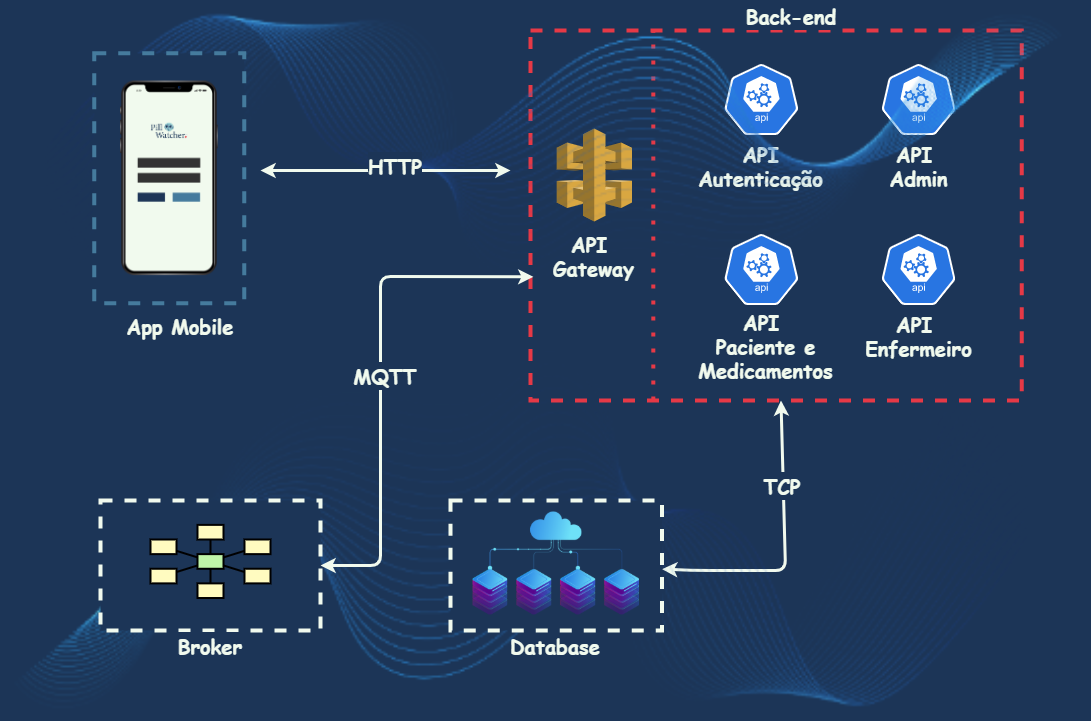 Back-end
Pill
Watcher.
HTTP
App Mobile
API
Gateway
api
API
Autenticação
api
API
Admin
api
API
Paciente e
Medicamentos
api
API
Enfermeiro
MQTT
TCP
Broker
Database